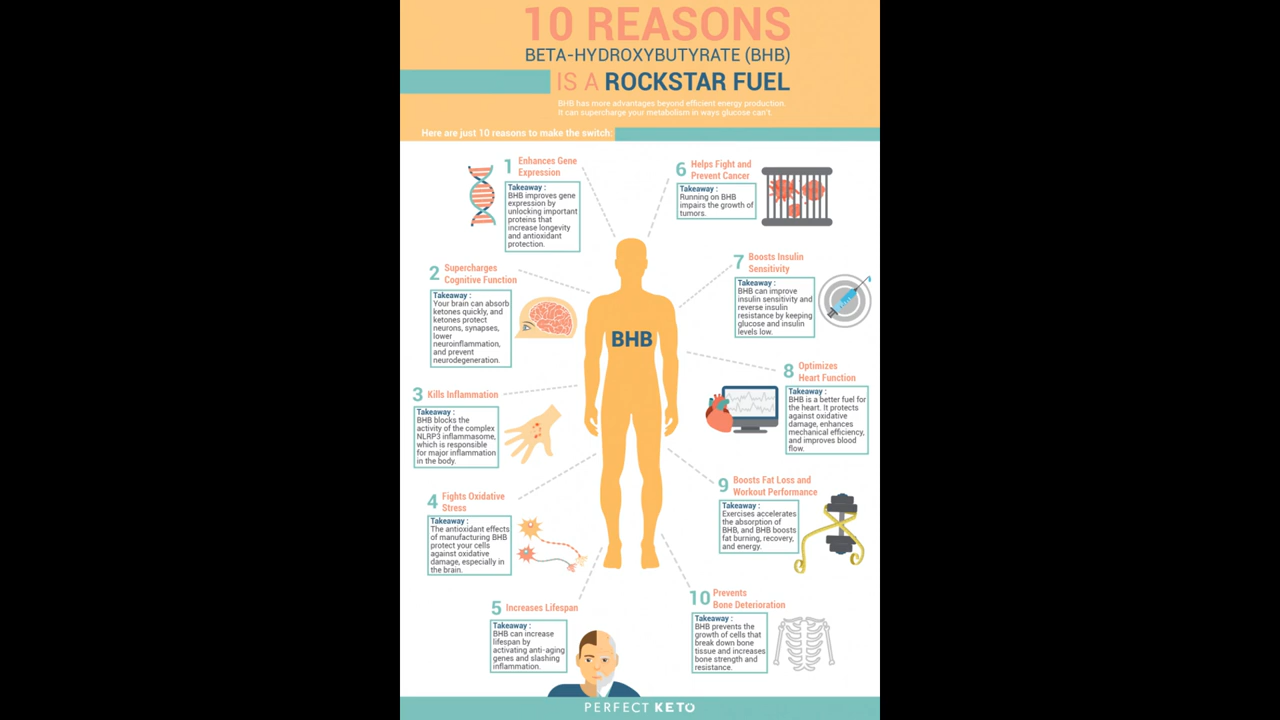 10 REASONS
BETA-HYDROXYBUTYRATE (BHB)
IS A ROCKSTAR FUEL
BHB has more advantages beyond efficient energy production.
It can supercharge your metabolism in ways glucose can't.
Here are just 10 reasons to make the switch:
1 Enhances Gene
Expression
Takeaway :
BHB improves gene
expression by
unlocking important
proteins that
increase longevity
and antioxidant
protection.
2 Supercharges
Cognitive Function
Takeaway :
Your brain can absorb
ketones quickly, and
ketones protect
neurons, synapses,
lower
neuroinflammation,
and prevent
neurodegeneration.
3 Kills Inflammation
Takeaway :
BHB blocks the
activity of the complex
NLRP3 inflammasome,
which is responsible
for major inflammation
in the body.
4 Fights Oxidative
Stress
Takeaway :
The antioxidant effects
of manufacturing BHB
protect your cells
against oxidative
damage, especially in
the brain.
5 Increases Lifespan
Takeaway :
BHB can increase
lifespan by
activating anti-aging
genes and slashing
inflammation.
BHB
6 Helps Fight and
Prevent Cancer
Takeaway :
Running on BHB
impairs the growth of
tumors.
7 Boosts Insulin
Sensitivity
Takeaway :
BHB can improve
insulin sensitivity and
reverse insulin
resistance by keeping
glucose and insulin
levels low.
8 Optimizes
Heart Function
Takeaway :
BHB is a better fuel for
the heart. It protects
against oxidative
damage, enhances
mechanical efficiency,
and improves blood
flow.
9 Boosts Fat Loss and
Workout Performance
Takeaway :
Exercises accelerates
the absorption of
BHB, and BHB boosts
fat burning, recovery,
and energy.
10 Prevents
Bone Deterioration
Takeaway :
BHB prevents the
growth of cells that
break down bone
tissue and increases
bone strength and
resistance.
PERFECT KETO